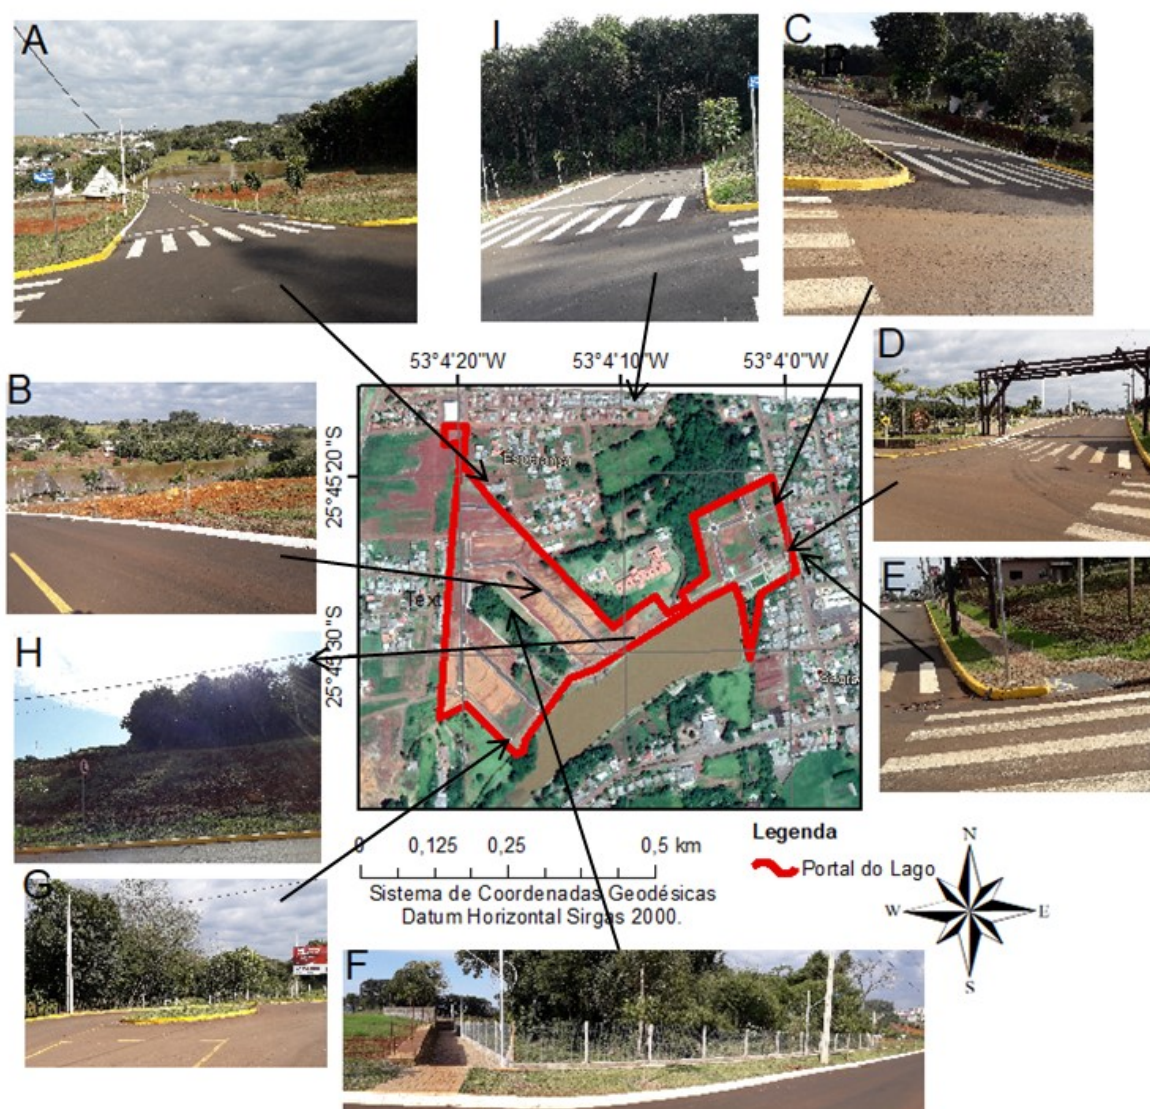 A
I
C
B
D
E
H
G
F
53°4'20"W 53°4'10"W 53°4'0"W
25°45'20"S
25°45'30"S
Esperança
Text
0 0,125 0,25 0,5 km
Sistema de Coordenadas Geodésicas
Datum Horizontal Sirgas 2000.
Legenda
Portal do Lago
N
W E
S